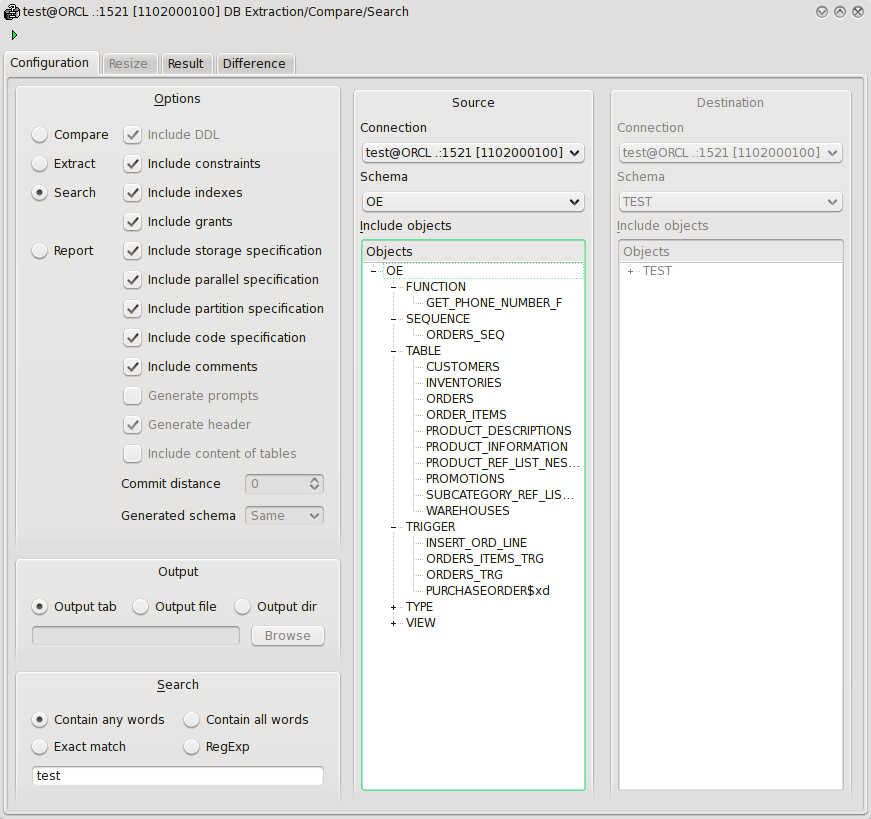 test@ORCL .:1521 [1102000100] DB Extraction/Compare/Search
Configuration Resize Result Difference
Options
Compare Include DDL
Extract Include constraints
Search Include indexes
Include grants
Report Include storage specification
Include parallel specification
Include partition specification
Include code specification
Include comments
Generate prompts
Generate header
Include content of tables
Commit distance 0
Generated schema Same
Output
Output tab Output file Output dir
Browse
Search
Contain any words Contain all words
Exact match RegExp
test
Source
Connection
test@ORCL .:1521 [1102000100]
Schema
OE
Include objects
Objects
OE
FUNCTION
GET_PHONE_NUMBER_F
SEQUENCE
ORDERS_SEQ
TABLE
CUSTOMERS
INVENTORIES
ORDERS
ORDER_ITEMS
PRODUCT_DESCRIPTIONS
PRODUCT_INFORMATION
PRODUCT_REF_LIST_NES...
PROMOTIONS
SUBCATEGORY_REF_LIS...
WAREHOUSES
TRIGGER
INSERT_ORD_LINE
ORDERS_ITEMS_TRG
ORDERS_TRG
PURCHASEORDER$xd
TYPE
VIEW
Destination
Connection
test@ORCL .:1521 [1102000100]
Schema
TEST
Include objects
Objects
TEST